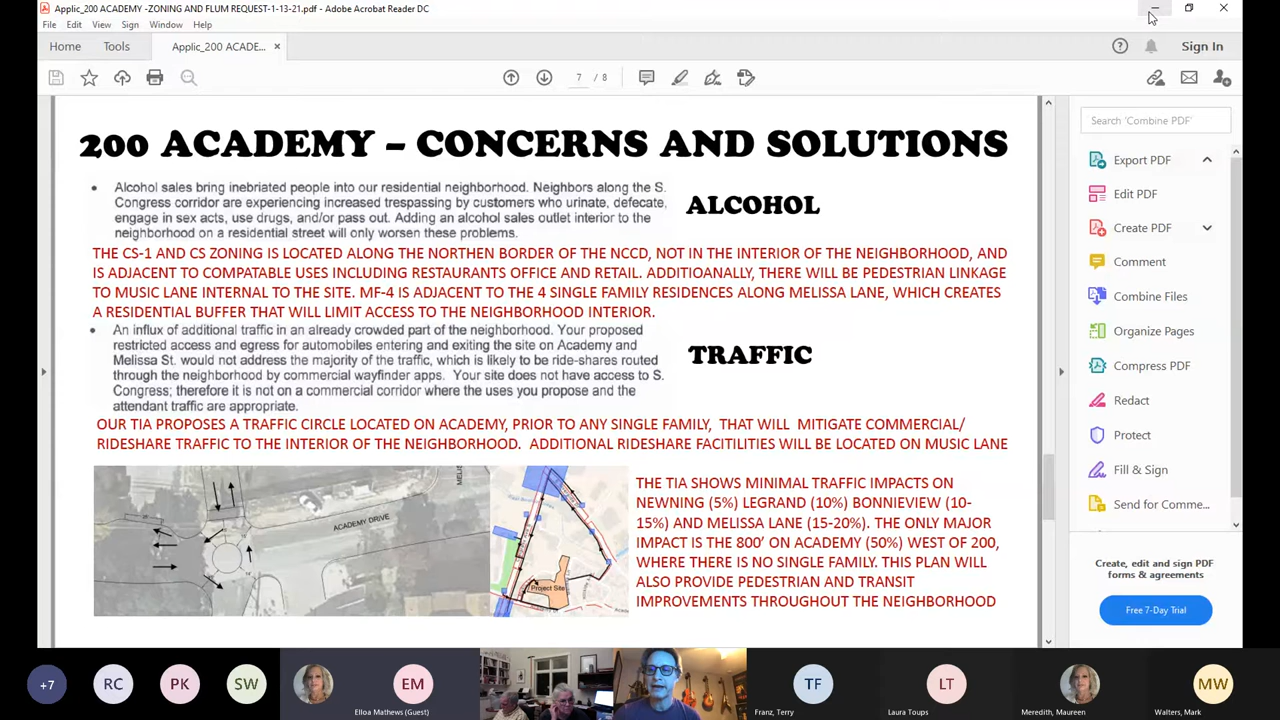 Applic_200 ACADEMY -ZONING AND FLUM REQUEST-1-13-21.pdf - Adobe Acrobat Reader DC
File Edit View Sign Window Help
Home Tools Applic_200 ACADE... × Sign In
7 / 8
200 ACADEMY – CONCERNS AND SOLUTIONS
• Alcohol sales bring inebriated people into our residential neighborhood. Neighbors along the S.
Congress corridor are experiencing increased trespassing by customers who urinate, defecate,
engage in sex acts, use drugs, and/or pass out. Adding an alcohol sales outlet interior to the
neighborhood on a residential street will only worsen these problems.
ALCOHOL
THE CS-1 AND CS ZONING IS LOCATED ALONG THE NORTHEN BORDER OF THE NCCD, NOT IN THE INTERIOR OF THE NEIGHBORHOOD, AND
IS ADJACENT TO COMPATABLE USES INCLUDING RESTAURANTS OFFICE AND RETAIL. ADDITIOANALLY, THERE WILL BE PEDESTRIAN LINKAGE
TO MUSIC LANE INTERNAL TO THE SITE. MF-4 IS ADJACENT TO THE 4 SINGLE FAMILY RESIDENCES ALONG MELISSA LANE, WHICH CREATES
A RESIDENTIAL BUFFER THAT WILL LIMIT ACCESS TO THE NEIGHBORHOOD INTERIOR.
• An influx of additional traffic in an already crowded part of the neighborhood. Your proposed
restricted access and egress for automobiles entering and exiting the site on Academy and
Melissa St. would not address the majority of the traffic, which is likely to be ride-shares routed
through the neighborhood by commercial wayfinder apps. Your site does not have access to S.
Congress; therefore it is not on a commercial corridor where the uses you propose and the
attendant traffic are appropriate.
TRAFFIC
OUR TIA PROPOSES A TRAFFIC CIRCLE LOCATED ON ACADEMY, PRIOR TO ANY SINGLE FAMILY, THAT WILL MITIGATE COMMERCIAL/
RIDESHARE TRAFFIC TO THE INTERIOR OF THE NEIGHBORHOOD. ADDITIONAL RIDESHARE FACITILITIES WILL BE LOCATED ON MUSIC LANE
ACADEMY DRIVE
MELIS
Project Site
THE TIA SHOWS MINIMAL TRAFFIC IMPACTS ON
NEWNING (5%) LEGRAND (10%) BONNIEVIEW (10-
15%) AND MELISSA LANE (15-20%). THE ONLY MAJOR
IMPACT IS THE 800' ON ACADEMY (50%) WEST OF 200,
WHERE THERE IS NO SINGLE FAMILY. THIS PLAN WILL
ALSO PROVIDE PEDESTRIAN AND TRANSIT
IMPROVEMENTS THROUGHOUT THE NEIGHBORHOOD
Search 'Combine PDF'
Export PDF
Edit PDF
Create PDF
Comment
Combine Files
Organize Pages
Compress PDF
Redact
Protect
Fill & Sign
Send for Comme...
Create, edit and sign PDF
forms & agreements
Free 7-Day Trial
+7 RC PK SW EM TF LT MW
Elloa Mathews (Guest)
Franz, Terry
Laura Toups
Meredith, Maureen
Walters, Mark